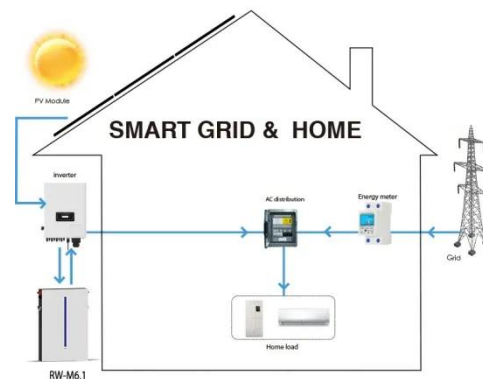 PV Module
SMART GRID & HOME
Inverter
AC distribution
Energy meter
Grid
Home load
RW-M6.1